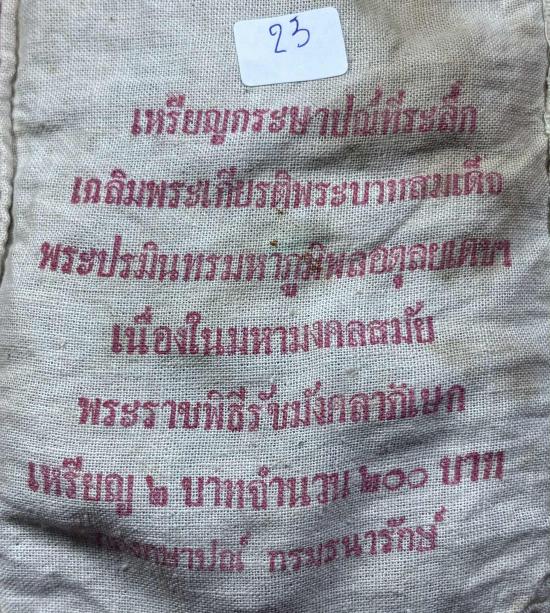 23
เหรียญกระษาปณ์ที่ระลึก
เฉลิมพระเกียรติพระบาทสมเด็จ
พระปรมินทรมหาภูมิพลอดุลยเดชฯ
เนื่องในมหามงคลสมัย
พระราชพิธีรัชมังคลาภิเษก
เหรียญ ๒ บาทจำนวน ๒๐๐ บาท
กรมธนารักษ์